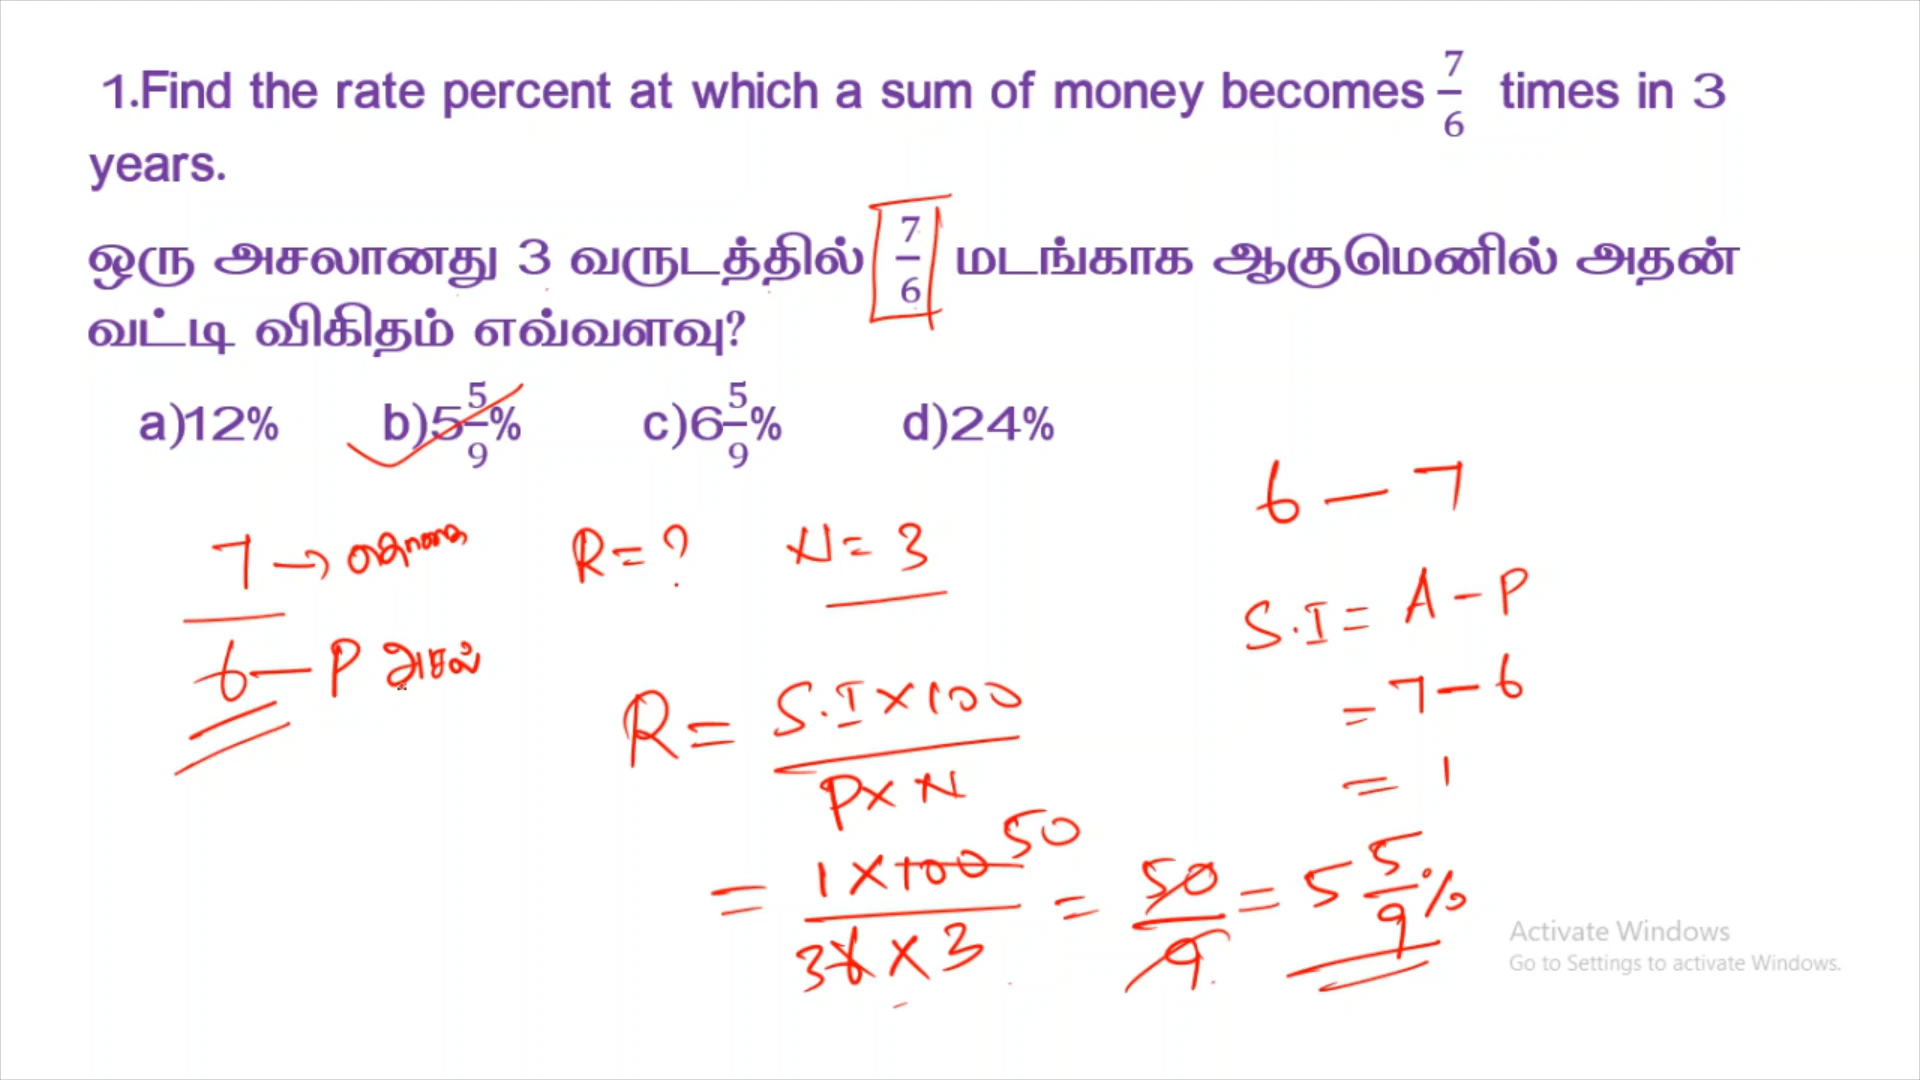 1.Find the rate percent at which a sum of money becomes 7/6 times in 3
years.
ஒரு அசலானது 3 வருடத்தில் 7/6 மடங்காக ஆகுமெனில் அதன்
வட்டி விகிதம் எவ்வளவு?
a)12% b)5 5/9% c)6 5/9% d)24%
6 — 7
7 → தொகை R = ? N = 3
6 — P அசல்
S.I = A - P
= 7 - 6
= 1
R = S.I × 100 / P × N
= 1 × 100 50 / 3 6 × 3 = 50/9 = 5 5/9 %
Activate Windows
Go to Settings to activate Windows.